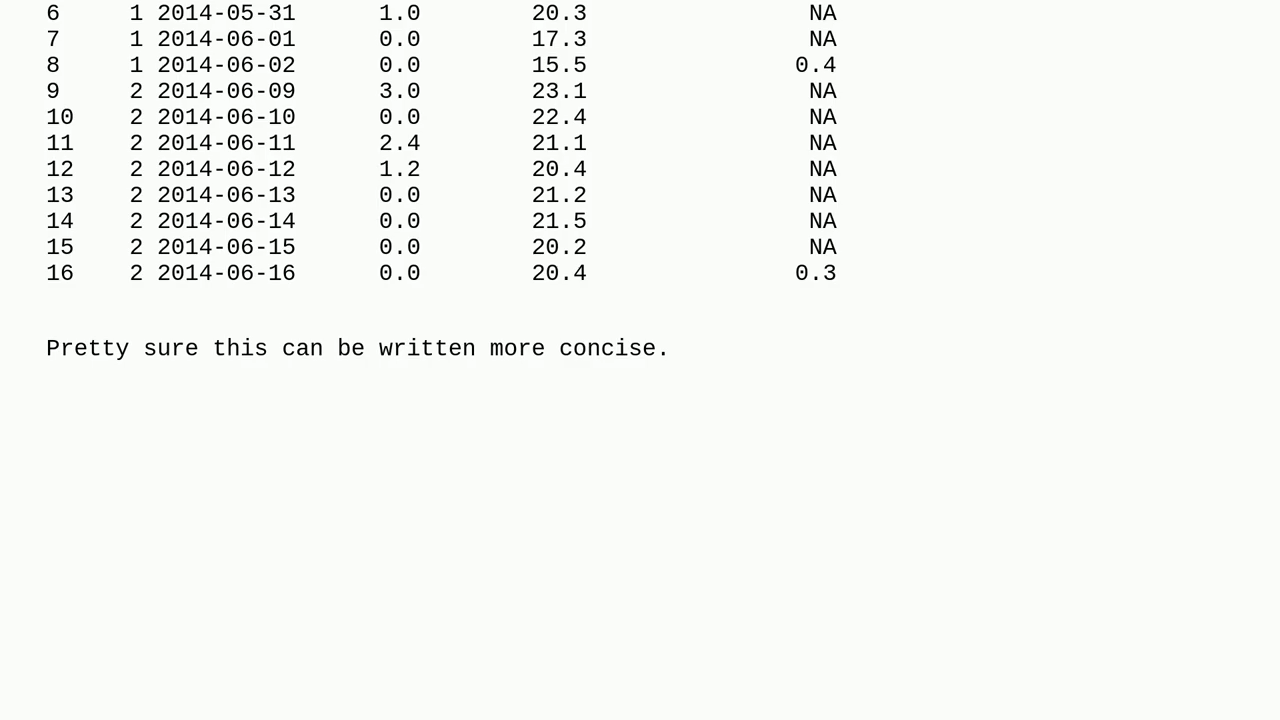 6     1 2014-05-31      1.0        20.3                NA
7     1 2014-06-01      0.0        17.3                NA
8     1 2014-06-02      0.0        15.5               0.4
9     2 2014-06-09      3.0        23.1                NA
10    2 2014-06-10      0.0        22.4                NA
11    2 2014-06-11      2.4        21.1                NA
12    2 2014-06-12      1.2        20.4                NA
13    2 2014-06-13      0.0        21.2                NA
14    2 2014-06-14      0.0        21.5                NA
15    2 2014-06-15      0.0        20.2                NA
16    2 2014-06-16      0.0        20.4               0.3
Pretty sure this can be written more concise.